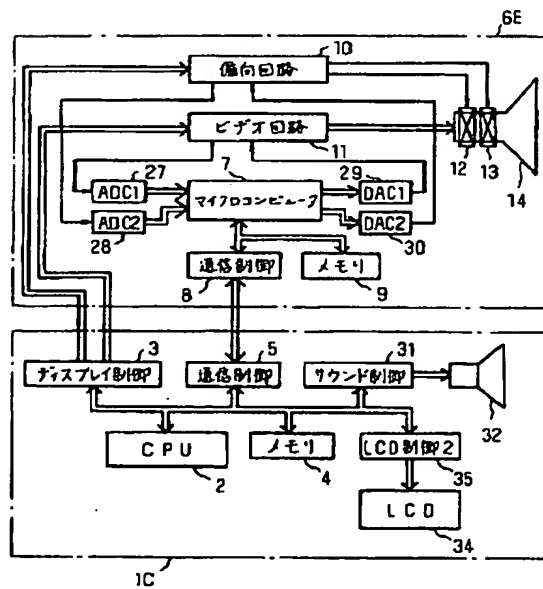 6E
10
偏向回路
ビデオ回路
11
12
13
14
27
ADC1
7
マイクロコンピュータ
29
DAC1
ADC2
28
DAC2
30
通信制御
8
メモリ
9
3
ディスプレイ制御
5
通信制御
31
サウンド制御
32
CPU
2
メモリ
4
LCD制御2
35
LCD
34
1C